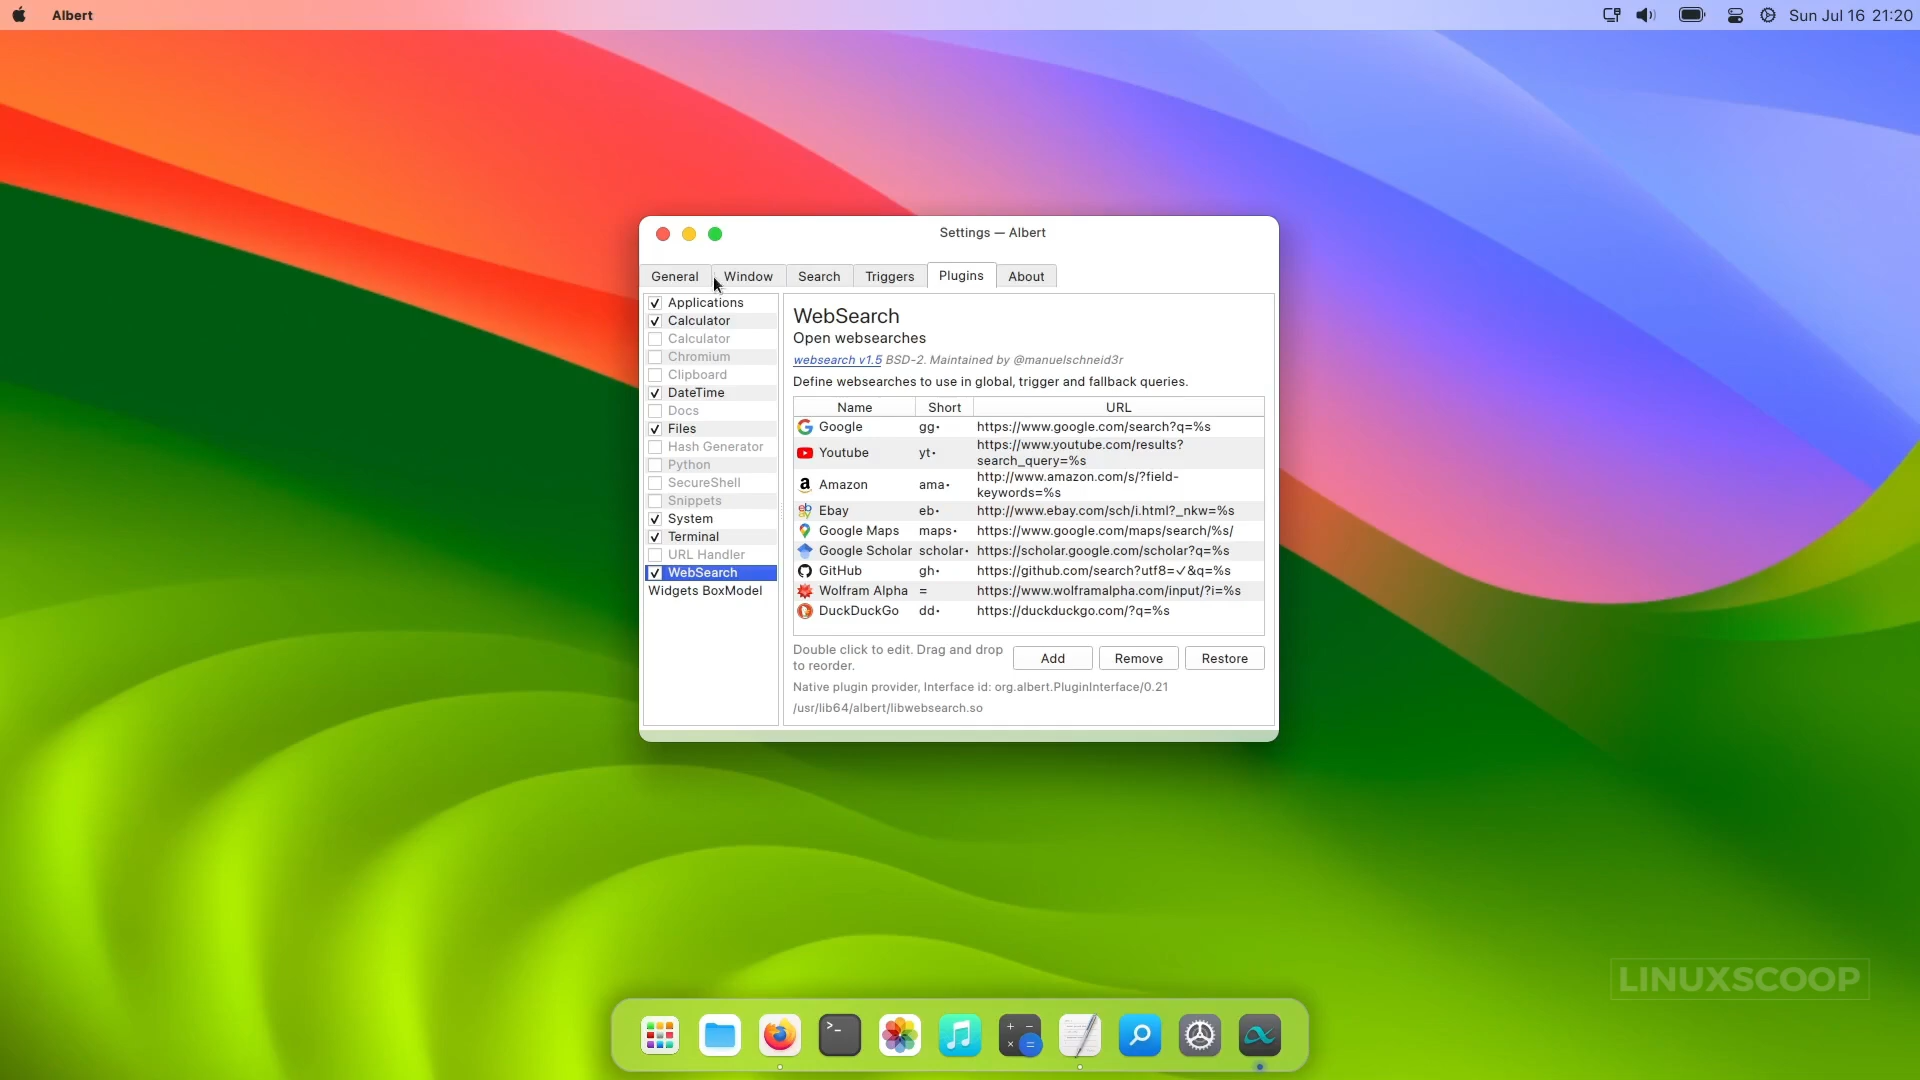 Albert
Sun Jul 16 21:20
Settings — Albert
General Window Search Triggers Plugins About
Applications
Calculator
Calculator
Chromium
Clipboard
DateTime
Docs
Files
Hash Generator
Python
SecureShell
Snippets
System
Terminal
URL Handler
WebSearch
Widgets BoxModel
WebSearch
Open websearches
websearch v1.5 BSD-2. Maintained by @manuelschneid3r
Define websearches to use in global, trigger and fallback queries.
Name Short URL
Google gg• https://www.google.com/search?q=%s
Youtube yt• https://www.youtube.com/results?
search_query=%s
Amazon ama• http://www.amazon.com/s/?field-
keywords=%s
Ebay eb• http://www.ebay.com/sch/i.html?_nkw=%s
Google Maps maps• https://www.google.com/maps/search/%s/
Google Scholar scholar• https://scholar.google.com/scholar?q=%s
GitHub gh• https://github.com/search?utf8=✓&q=%s
Wolfram Alpha = https://www.wolframalpha.com/input/?i=%s
DuckDuckGo dd• https://duckduckgo.com/?q=%s
Double click to edit. Drag and drop
to reorder.
Add Remove Restore
Native plugin provider, Interface id: org.albert.PluginInterface/0.21
/usr/lib64/albert/libwebsearch.so
LINUXSCOOP